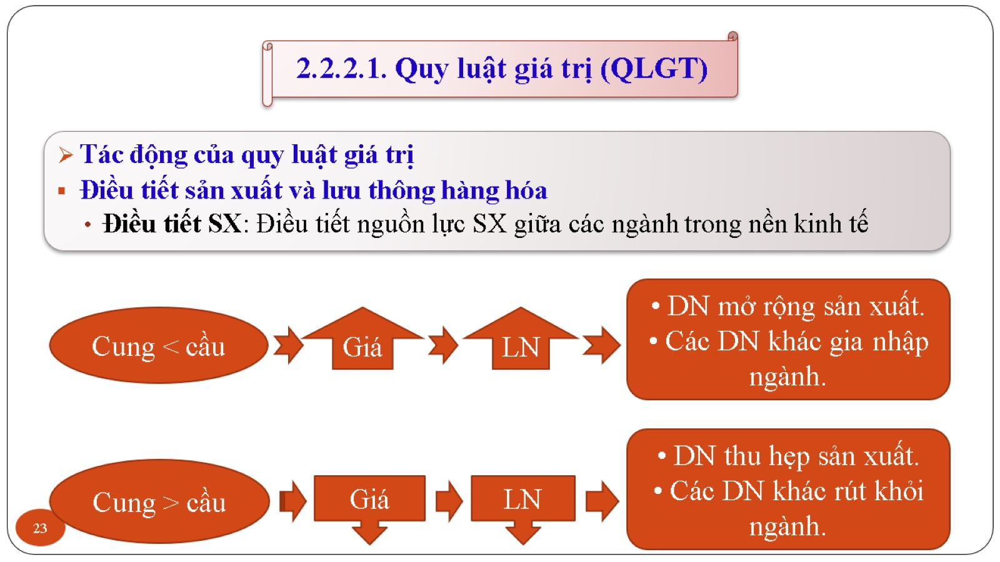 2.2.2.1. Quy luật giá trị (QLGT)
➢ Tác động của quy luật giá trị
▪ Điều tiết sản xuất và lưu thông hàng hóa
• Điều tiết SX: Điều tiết nguồn lực SX giữa các ngành trong nền kinh tế
Cung < cầu
Giá
LN
• DN mở rộng sản xuất.
• Các DN khác gia nhập
ngành.
Cung > cầu
Giá
LN
• DN thu hẹp sản xuất.
• Các DN khác rút khỏi
ngành.
23